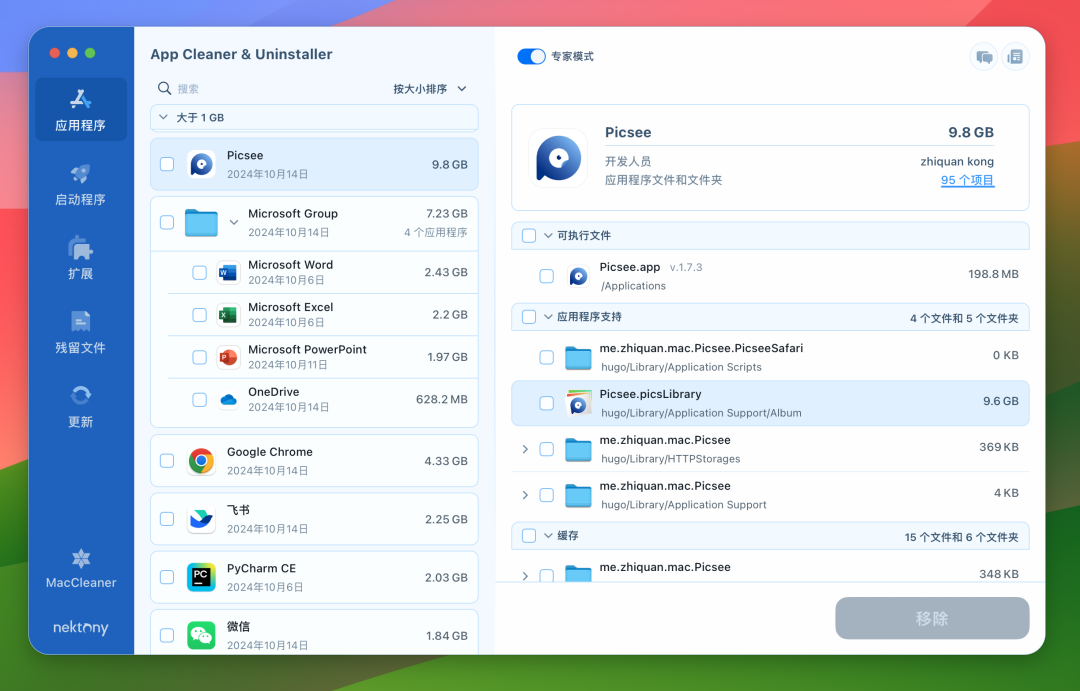 应用程序
启动程序
扩展
残留文件
更新
MacCleaner
nektony
App Cleaner & Uninstaller
搜索
按大小排序
大于 1 GB
Picsee
2024年10月14日
9.8 GB
Microsoft Group
2024年10月14日
7.23 GB
4 个应用程序
Microsoft Word
2024年10月6日
2.43 GB
Microsoft Excel
2024年10月6日
2.2 GB
Microsoft PowerPoint
2024年10月11日
1.97 GB
OneDrive
2024年10月14日
628.2 MB
Google Chrome
2024年10月14日
4.33 GB
飞书
2024年10月14日
2.25 GB
PC
PyCharm CE
2024年10月6日
2.03 GB
微信
2024年10月14日
1.84 GB
专家模式
Picsee
9.8 GB
开发人员
zhiquan kong
应用程序文件和文件夹
95 个项目
可执行文件
Picsee.app v.1.7.3
/Applications
198.8 MB
应用程序支持
4 个文件和 5 个文件夹
me.zhiquan.mac.Picsee.PicseeSafari
hugo/Library/Application Scripts
0 KB
Picsee.picsLibrary
hugo/Library/Application Support/Album
9.6 GB
me.zhiquan.mac.Picsee
hugo/Library/HTTPStorages
369 KB
me.zhiquan.mac.Picsee
hugo/Library/Application Support
4 KB
缓存
15 个文件和 6 个文件夹
me.zhiquan.mac.Picsee
348 KB
移除